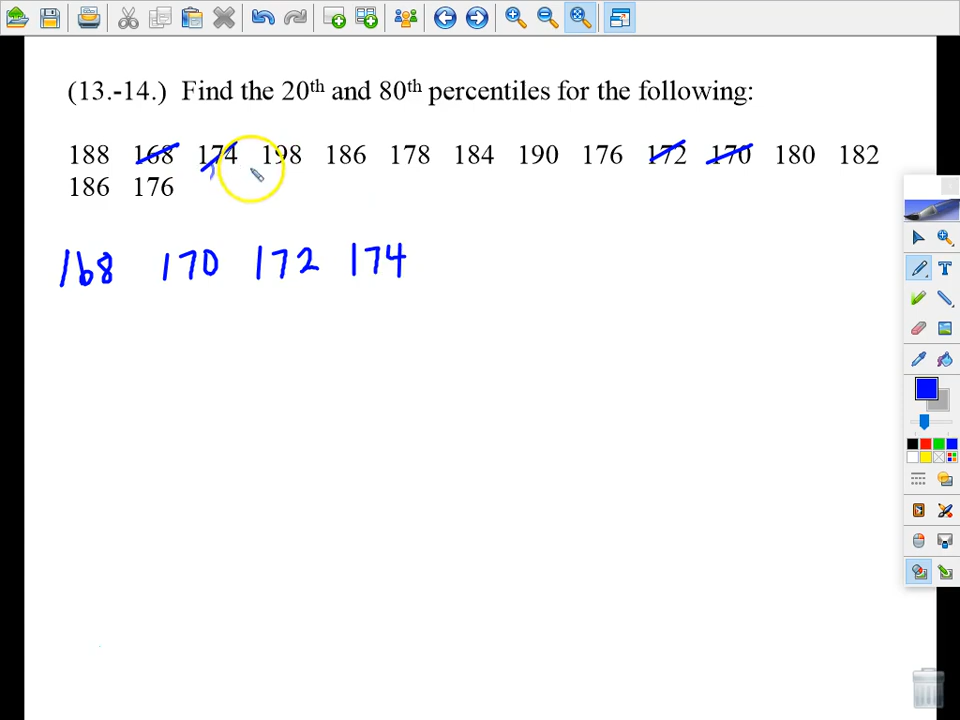 (13.-14.) Find the 20th and 80th percentiles for the following:
188 168 174 198 186 178 184 190 176 172 170 180 182
186 176
168 170 172 174
T